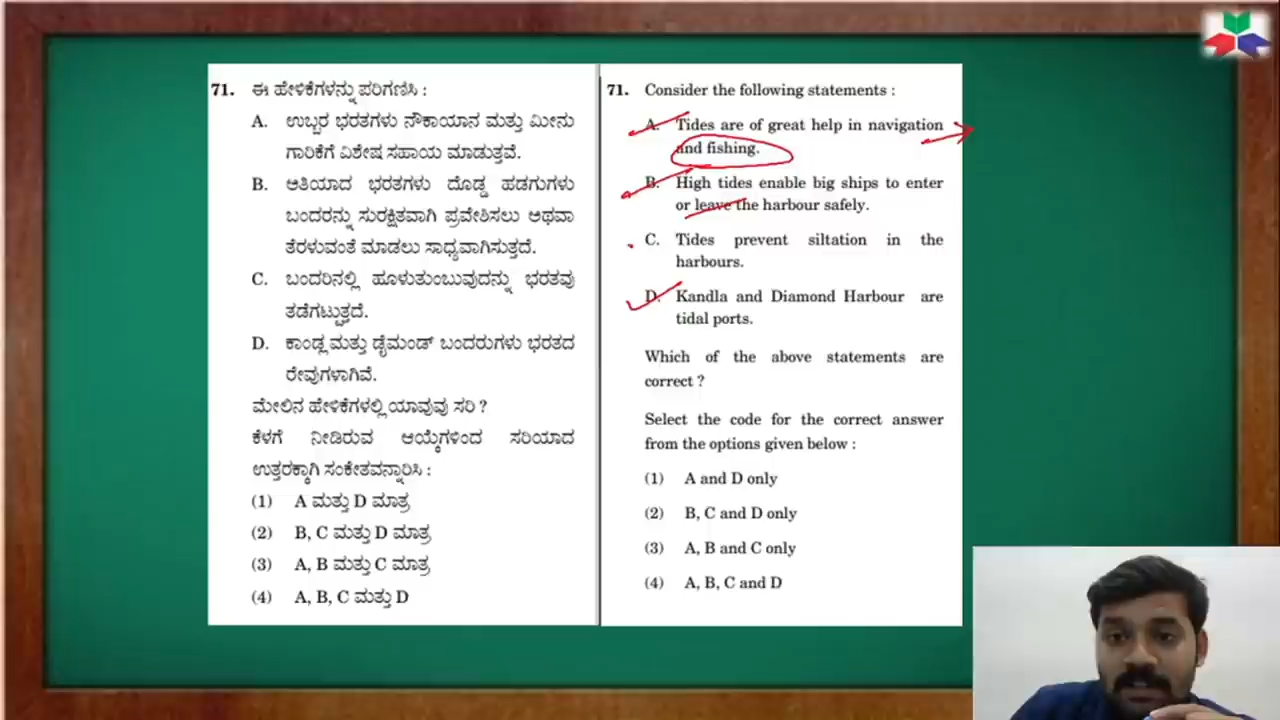 71. ಈ ಹೇಳಿಕೆಗಳನ್ನು ಪರಿಗಣಿಸಿ :
A. ಉಬ್ಬರ ಭರತಗಳು ನೌಕಾಯಾನ ಮತ್ತು ಮೀನು
ಗಾರಿಕೆಗೆ ವಿಶೇಷ ಸಹಾಯ ಮಾಡುತ್ತವೆ.
B. ಅತಿಯಾದ ಭರತಗಳು ದೊಡ್ಡ ಹಡಗುಗಳು
ಬಂದರನ್ನು ಸುರಕ್ಷಿತವಾಗಿ ಪ್ರವೇಶಿಸಲು ಅಥವಾ
ತೆರಳುವಂತೆ ಮಾಡಲು ಸಾಧ್ಯವಾಗಿಸುತ್ತದೆ.
C. ಬಂದರಿನಲ್ಲಿ ಹೂಳುತುಂಬುವುದನ್ನು ಭರತವು
ತಡೆಗಟ್ಟುತ್ತದೆ.
D. ಕಾಂಡ್ಲ ಮತ್ತು ಡೈಮಂಡ್ ಬಂದರುಗಳು ಭರತದ
ರೇವುಗಳಾಗಿವೆ.
ಮೇಲಿನ ಹೇಳಿಕೆಗಳಲ್ಲಿ ಯಾವುವು ಸರಿ ?
ಕೆಳಗೆ ನೀಡಿರುವ ಆಯ್ಕೆಗಳಿಂದ ಸರಿಯಾದ
ಉತ್ತರಕ್ಕಾಗಿ ಸಂಕೇತವನ್ನಾರಿಸಿ :
(1) A ಮತ್ತು D ಮಾತ್ರ
(2) B, C ಮತ್ತು D ಮಾತ್ರ
(3) A, B ಮತ್ತು C ಮಾತ್ರ
(4) A, B, C ಮತ್ತು D
71. Consider the following statements :
A. Tides are of great help in navigation
and fishing.
B. High tides enable big ships to enter
or leave the harbour safely.
C. Tides prevent siltation in the
harbours.
D. Kandla and Diamond Harbour are
tidal ports.
Which of the above statements are
correct ?
Select the code for the correct answer
from the options given below :
(1) A and D only
(2) B, C and D only
(3) A, B and C only
(4) A, B, C and D